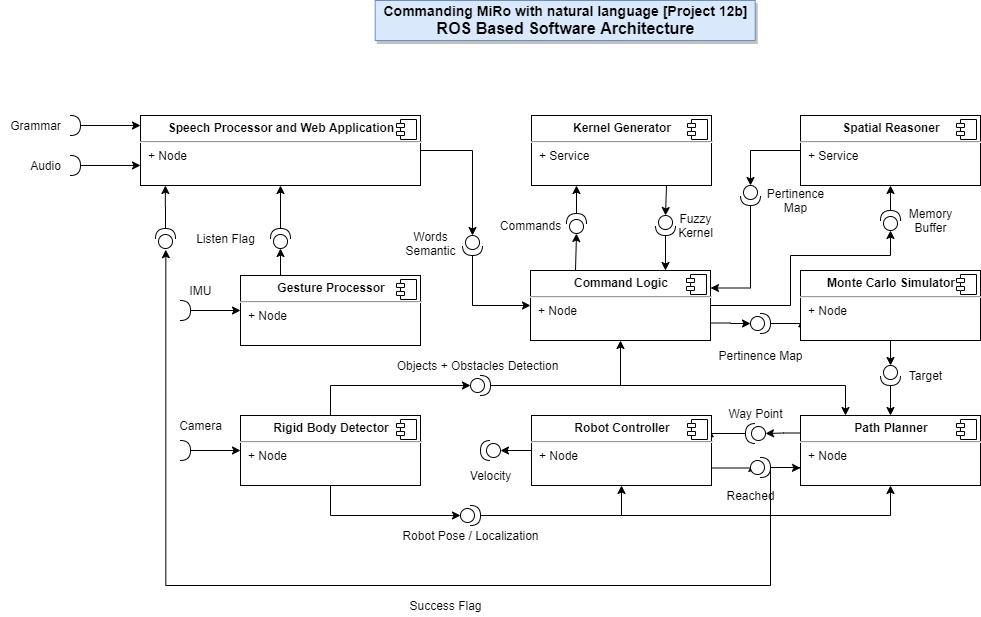 Commanding MiRo with natural language [Project 12b]
ROS Based Software Architecture
Grammar
Audio
Speech Processor and Web Application
+ Node
Kernel Generator
+ Service
Spatial Reasoner
+ Service
Listen Flag
Words
Semantic
Commands
Fuzzy
Kernel
Pertinence
Map
Memory
Buffer
IMU
Gesture Processor
+ Node
Command Logic
+ Node
Monte Carlo Simulator
+ Node
Pertinence Map
Objects + Obstacles Detection
Target
Camera
Rigid Body Detector
+ Node
Robot Controller
+ Node
Way Point
Path Planner
+ Node
Velocity
Reached
Robot Pose / Localization
Success Flag